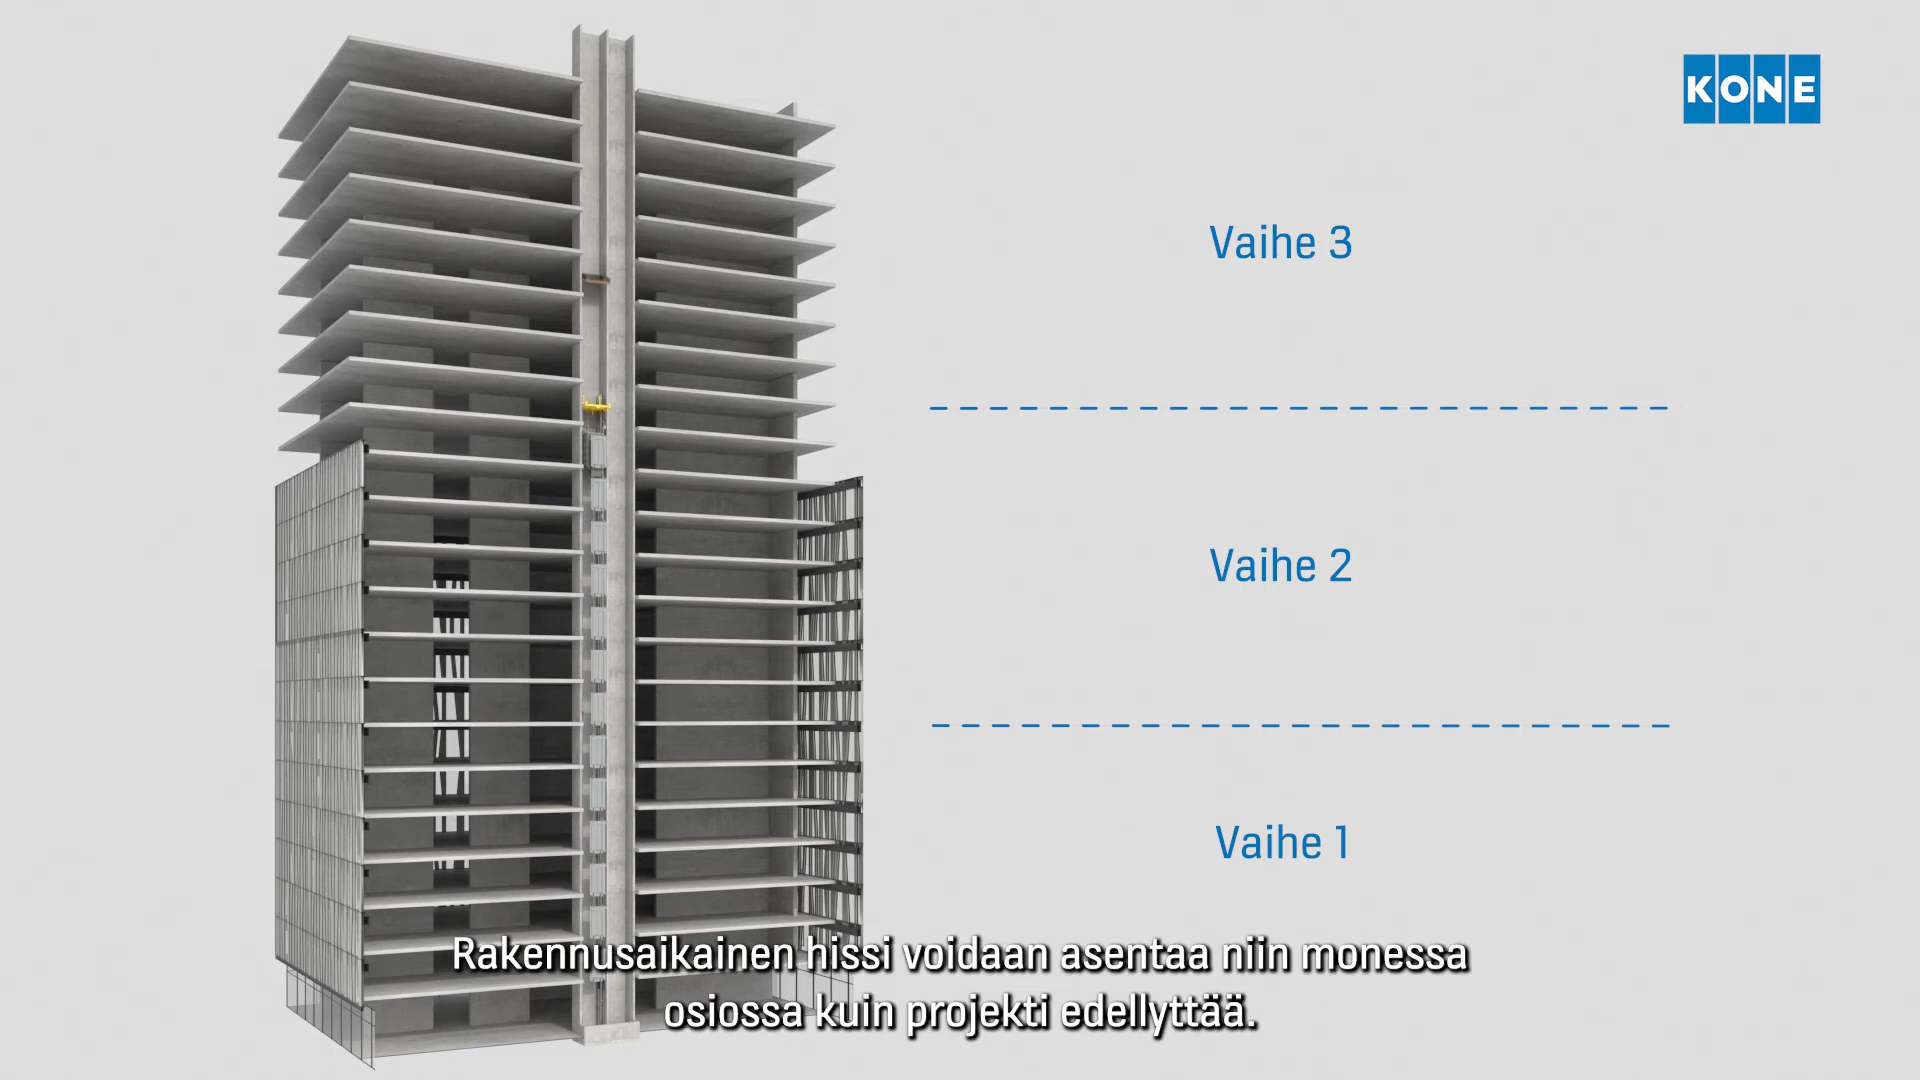 KONE
Vaihe 3
Vaihe 2
Vaihe 1
Rakennusaikainen hissi voidaan asentaa niin monessa
osiossa kuin projekti edellyttää.